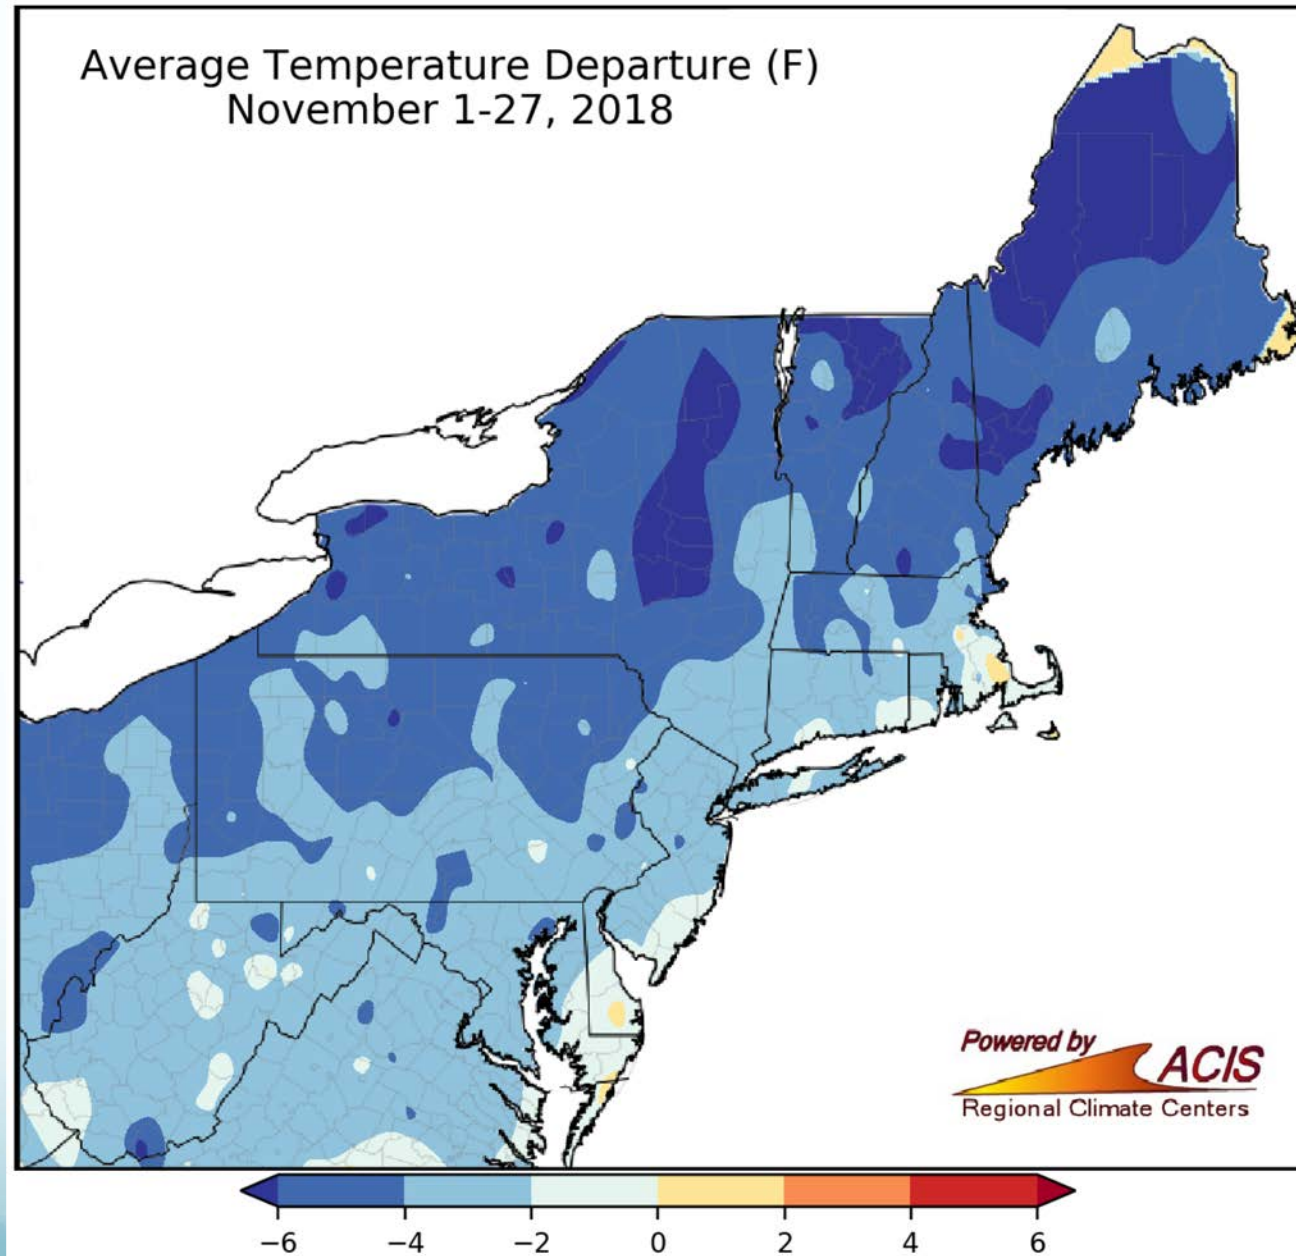 Average Temperature Departure (F)
November 1-27, 2018
Powered by
ACIS
Regional Climate Centers
−6 −4 −2 0 2 4 6